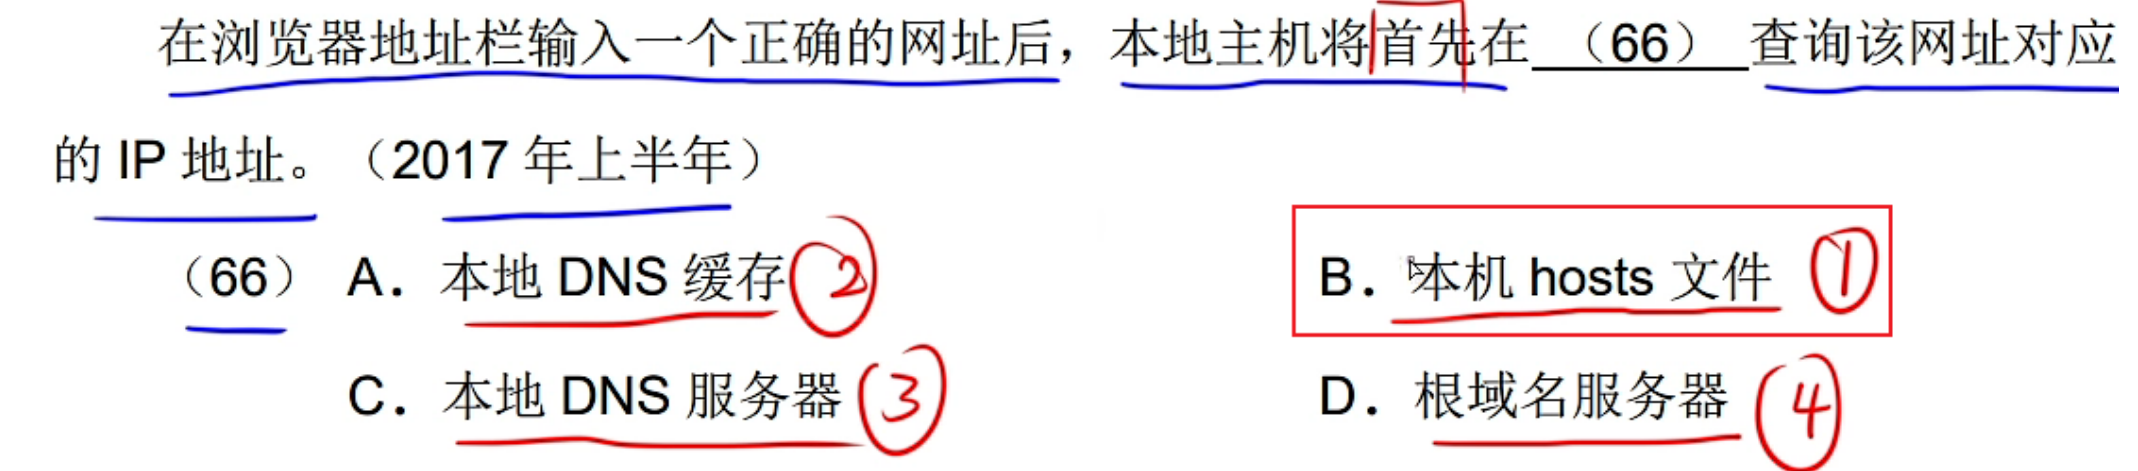 在浏览器地址栏输入一个正确的网址后，本地主机将首先在 （66） 查询该网址对应
的 IP 地址。（2017 年上半年）
（66） A．本地 DNS 缓存 2 B．本机 hosts 文件 1
C．本地 DNS 服务器 3 D．根域名服务器 4